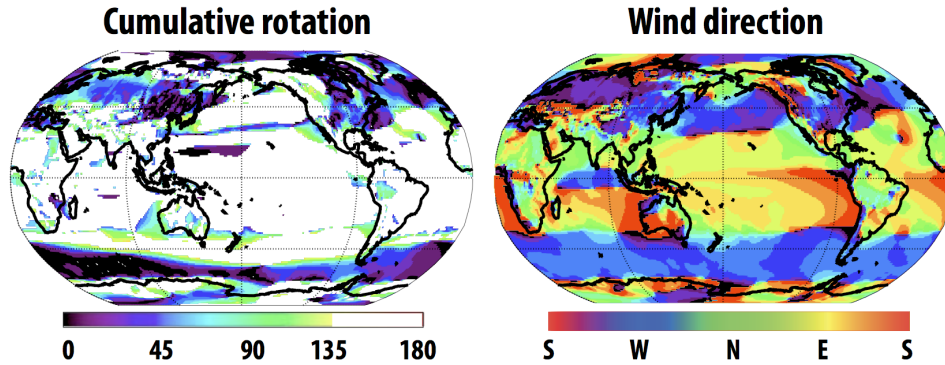 Cumulative rotation
Wind direction
0 45 90 135 180
S W N E S